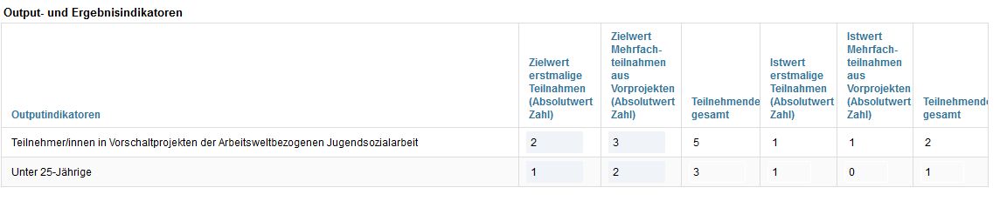 Output- und Ergebnisindikatoren
Outputindikatoren
Zielwert
erstmalige
Teilnahmen
(Absolutwert
Zahl)
Zielwert
Mehrfach-
teilnahmen
aus
Vorprojekten
(Absolutwert
Zahl)
Teilnehmende
gesamt
Istwert
erstmalige
Teilnahmen
(Absolutwert
Zahl)
Istwert
Mehrfach-
teilnahmen
aus
Vorprojekten
(Absolutwert
Zahl)
Teilnehmende
gesamt
Teilnehmer/innen in Vorschaltprojekten der Arbeitsweltbezogenen Jugendsozialarbeit 2 3 5 1 1 2
Unter 25-Jährige 1 2 3 1 0 1